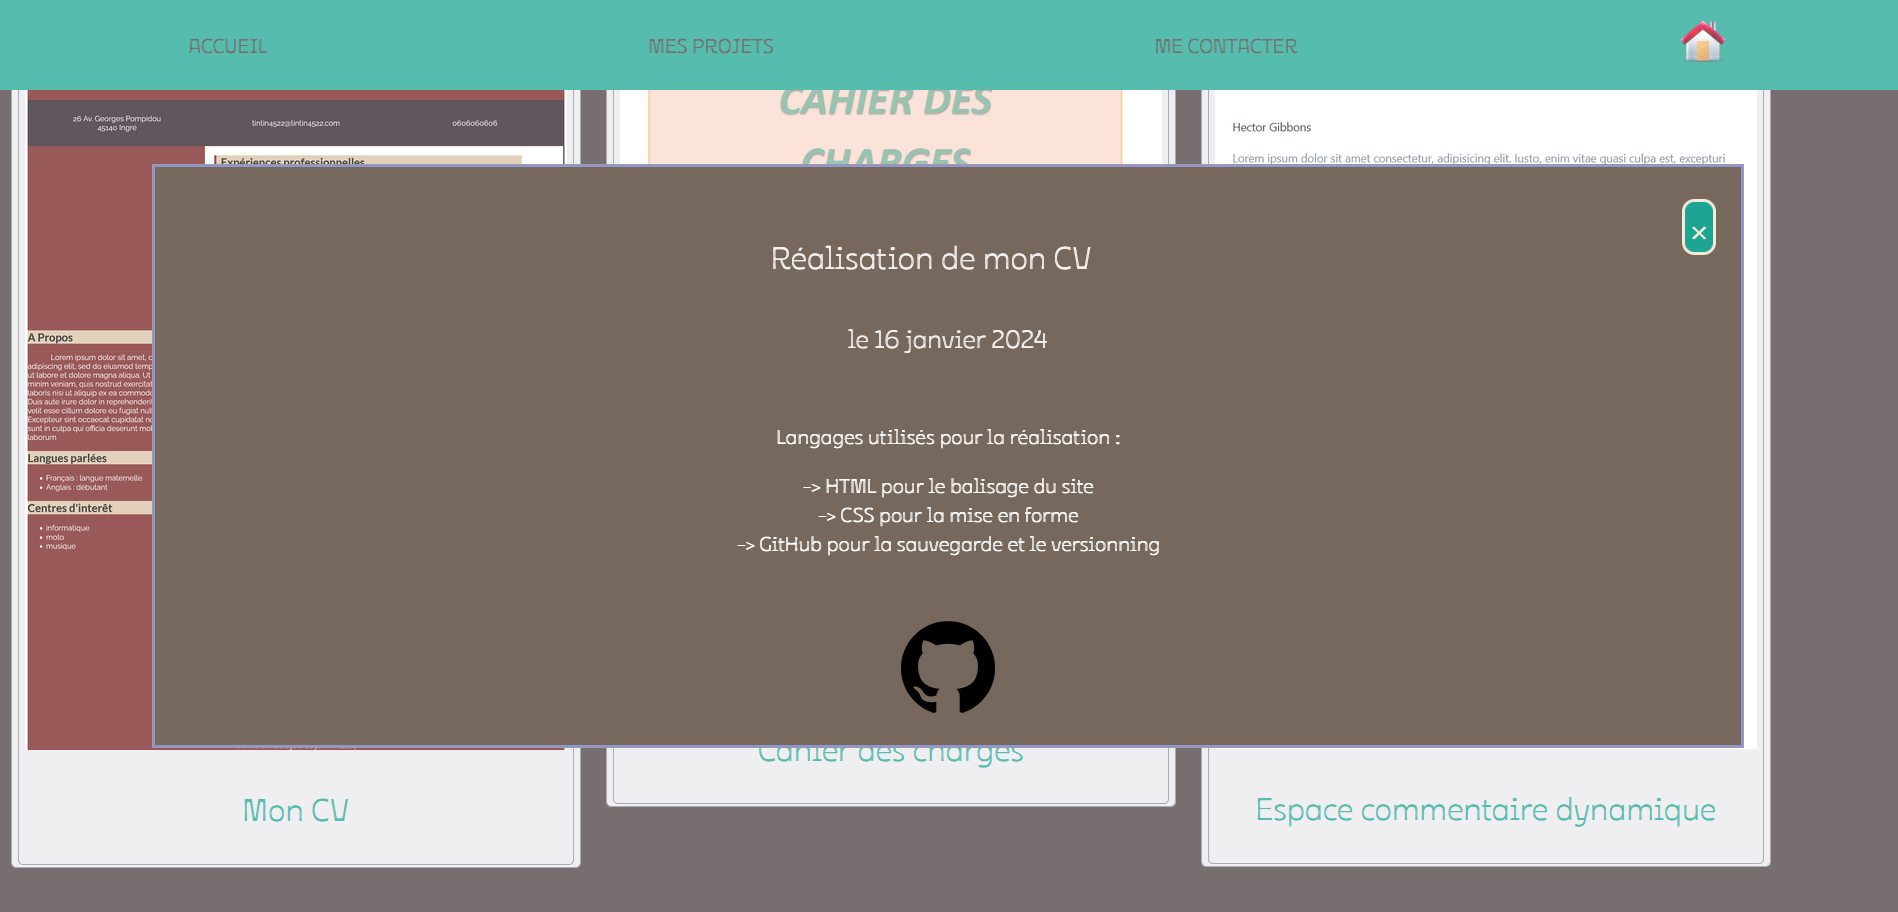 ACCUEIL
MES PROJETS
ME CONTACTER
26 Av. Georges Pompidou
45140 Ingré
tintin4522@tintin4522.com
0606060606
Expériences professionnelles
CAHIER DES
CHARGES
Hector Gibbons
Lorem ipsum dolor sit amet consectetur, adipisicing elit. Iusto, enim vitae quasi culpa est, excepturi
×
Réalisation de mon CV
le 16 janvier 2024
Langages utilisés pour la réalisation :
-> HTML pour le balisage du site
-> CSS pour la mise en forme
-> GitHub pour la sauvegarde et le versionning
A Propos
Lorem ipsum dolor sit amet,
adipiscing elit, sed do eiusmod
ut labore et dolore magna aliqua. Ut
minim veniam, quis nostrud
laboris nisi ut aliquip ex ea
Duis aute irure dolor in
velit esse cillum dolore eu fugiat
Excepteur sint occaecat cupidatat
sunt in culpa qui officia deserunt
laborum
Langues parlées
• Français : langue maternelle
• Anglais : débutant
Centres d'interêt
• informatique
• moto
• musique
Mon CV
Cahier des charges
Espace commentaire dynamique